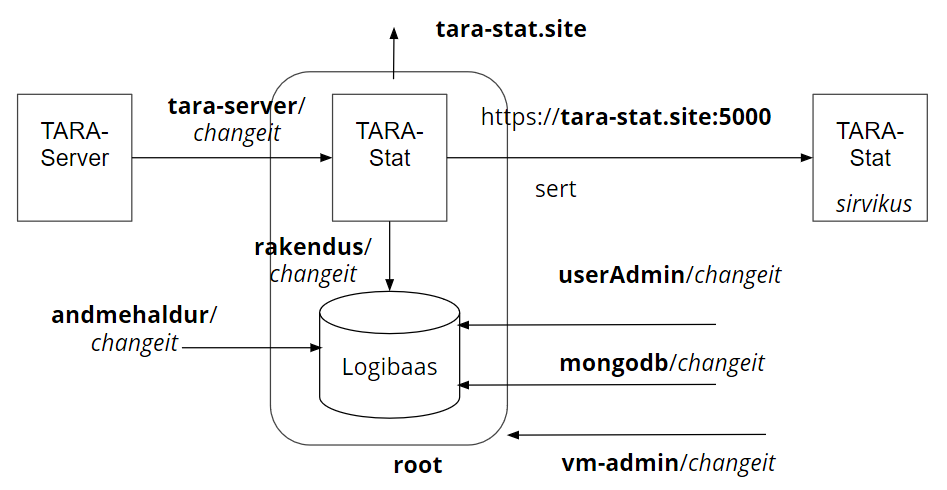 tara-stat.site
TARA-
Server
tara-server/
changeit
TARA-
Stat
https://tara-stat.site:5000
sert
TARA-
Stat
sirvikus
rakendus/
changeit
userAdmin/changeit
andmehaldur/
changeit
Logibaas
mongodb/changeit
root
vm-admin/changeit